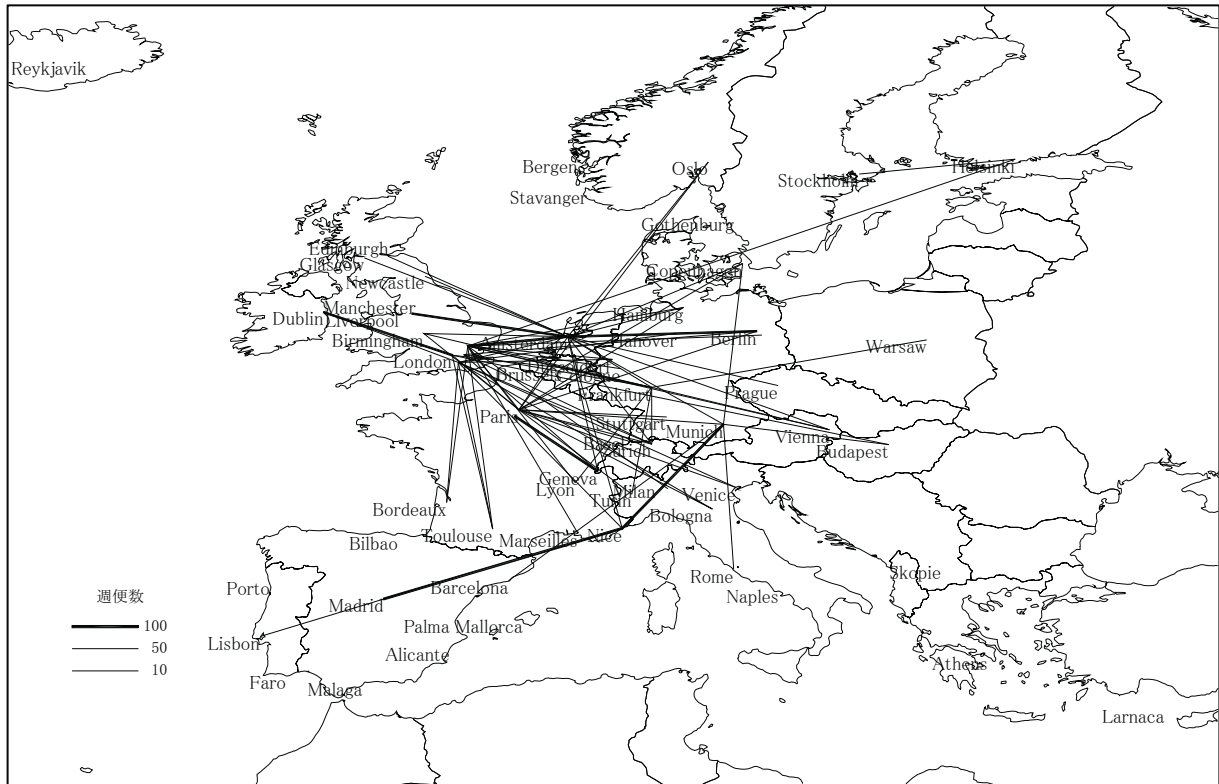 Reykjavik
Bergen
Oslo
Stavanger
Stockholm
Helsinki
Gothenburg
Edinburgh
Glasgow
Copenhagen
Newcastle
Manchester
Dublin
Liverpool
Hamburg
Birmingham
Amsterdam
Hanover
Berlin
Warsaw
London
Brussels
Frankfurt
Prague
Paris
Stuttgart
Munich
Vienna
Zurich
Budapest
Geneva
Lyon
Milan
Turin
Venice
Bordeaux
Bologna
Toulouse
Marseilles
Nice
Bilbao
Rome
Skopie
Porto
Barcelona
Naples
週便数
Madrid
100
Palma Mallorca
50
Lisbon
Alicante
10
Athens
Faro
Malaga
Larnaca